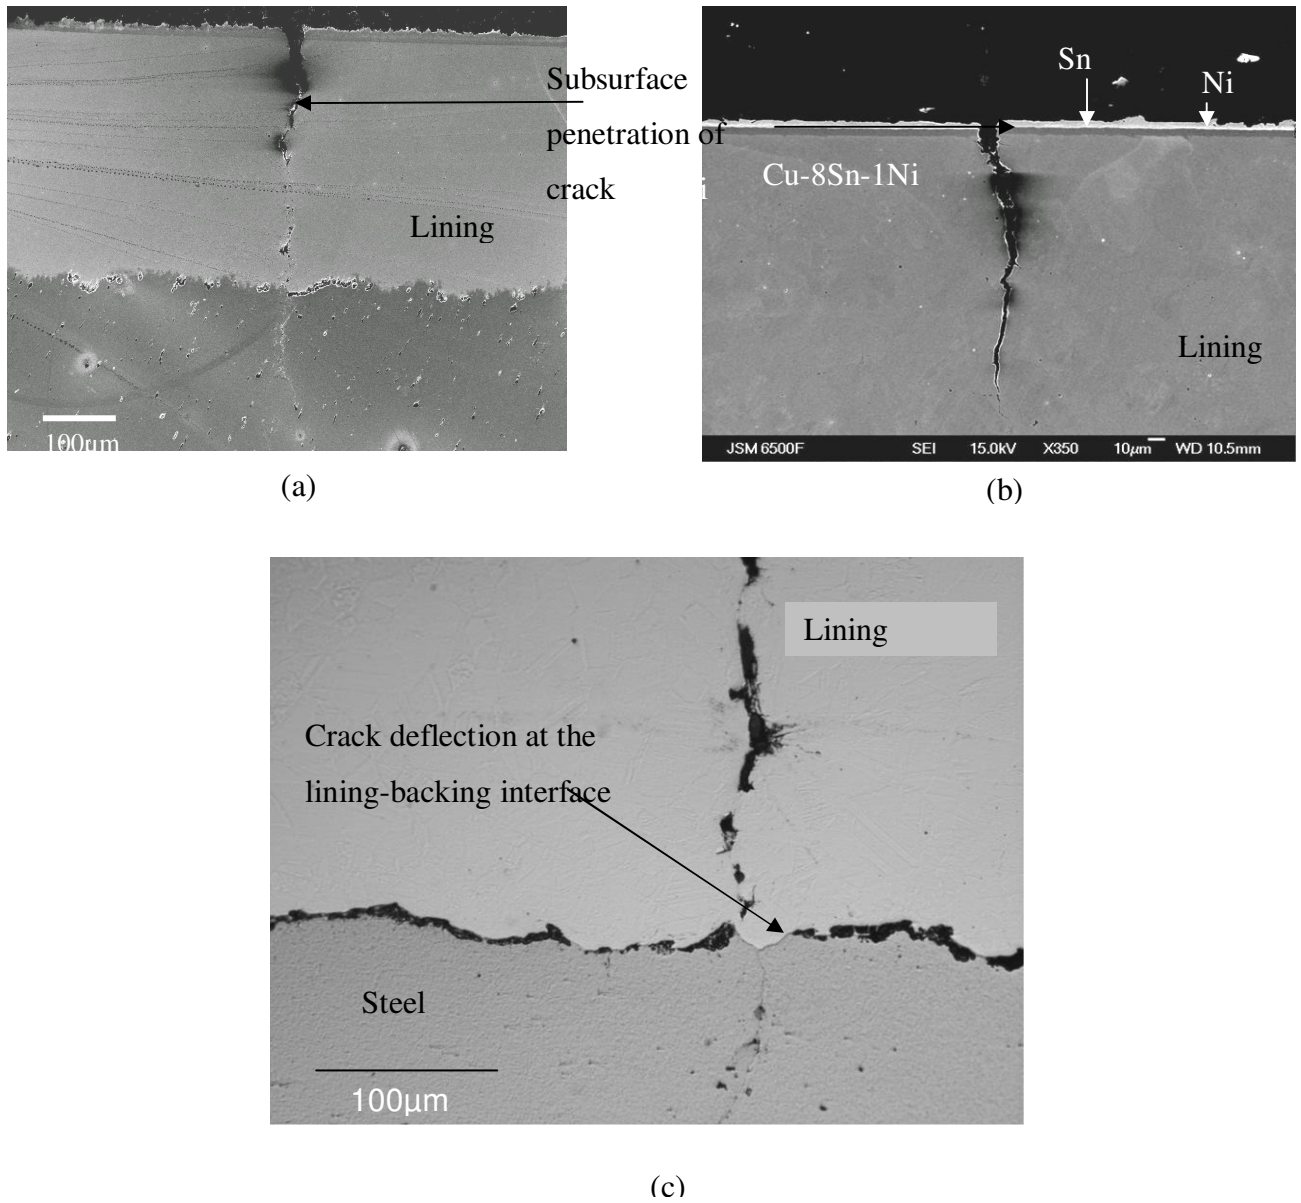 Subsurface
penetration of
crack
i
Lining
100µm
(a)
Sn
Ni
Cu-8Sn-1Ni
Lining
JSM 6500F SEI 15.0kV X350 10µm WD 10.5mm
(b)
Lining
Crack deflection at the
lining-backing interface
Steel
100µm
(c)